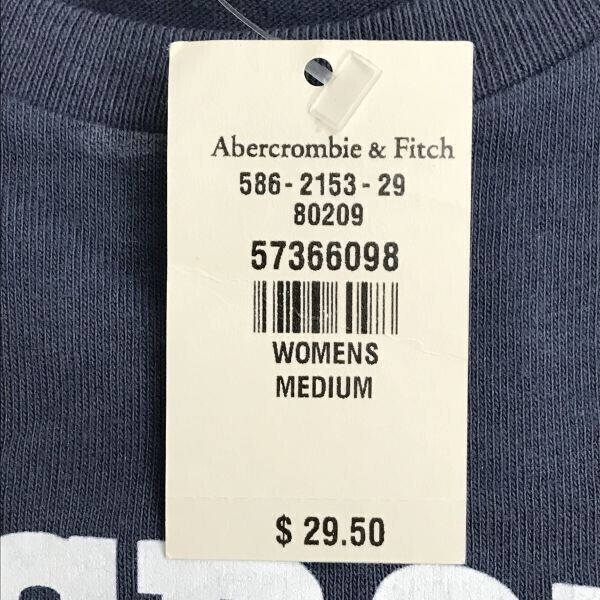 Abercrombie & Fitch
586-2153-29
80209
57366098
WOMENS
MEDIUM
$ 29.50